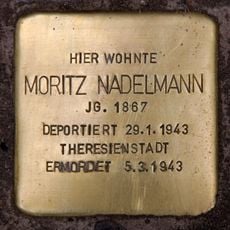 HIER WOHNTE
MORITZ NADELMANN
JG. 1867
DEPORTIERT 29.1.1943
THERESIENSTADT
ERMORDET 5.3.1943